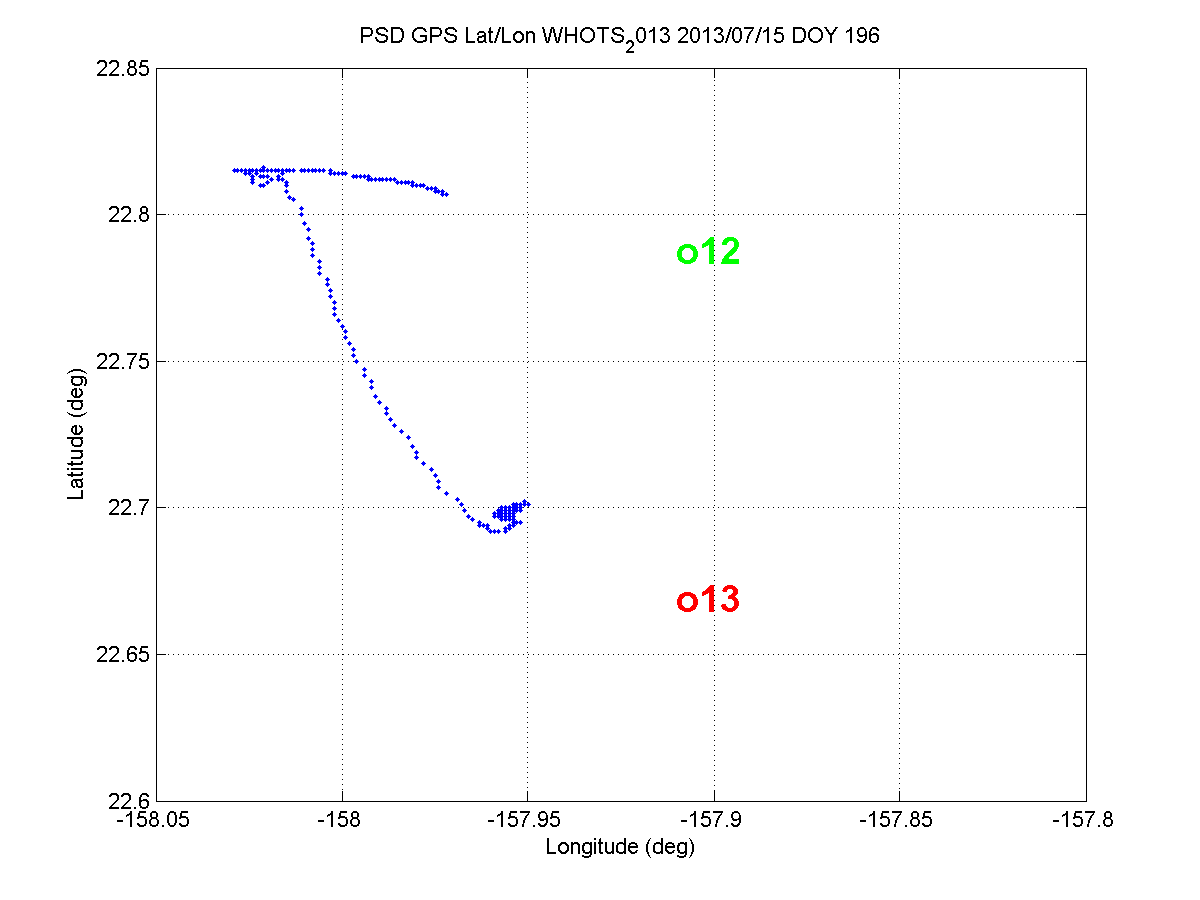 PSD GPS Lat/Lon WHOTS₂013 2013/07/15 DOY 196
22.85
22.8
o12
22.75
Latitude (deg)
22.7
o13
22.65
22.6
-158.05 -158 -157.95 -157.9 -157.85 -157.8
Longitude (deg)